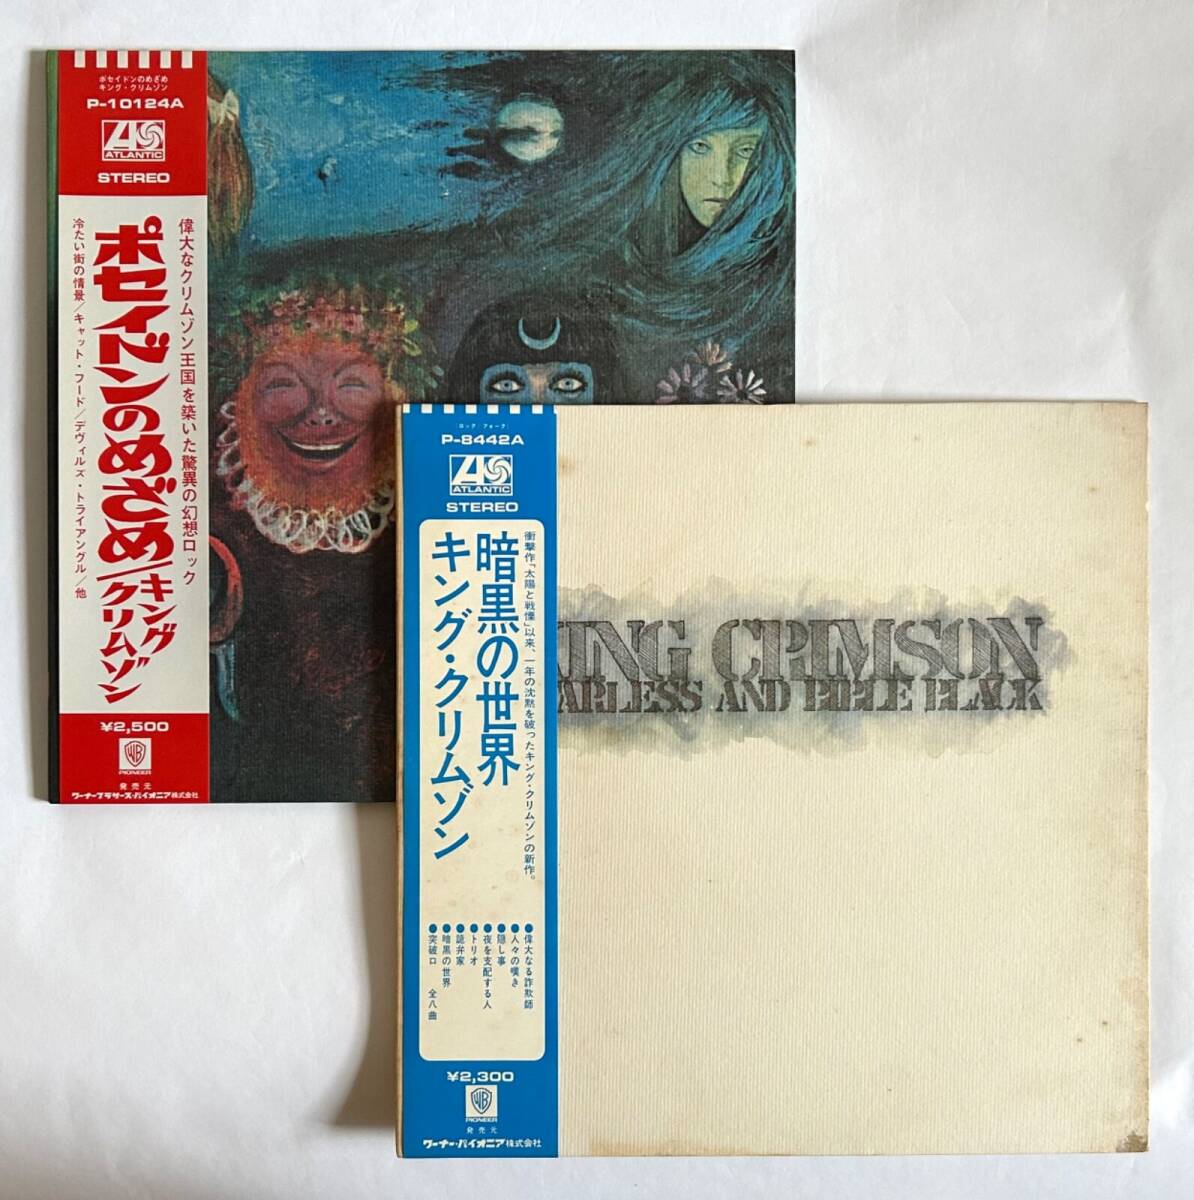 ポセイドンのめざめ
キング・クリムゾン
P-10124A
ATLANTIC
STEREO
偉大なクリムゾン王国を築いた驚異の幻想ロック
ポセイドンのめざめ/キング クリムゾン
冷たい街の情景/キャット・フード/デヴィルズ・トライアングル/他
¥2,500
WB
PIONEER
発売元
ワーナーブラザーズ・パイオニア株式会社
(ロック/フォーク)
P-8442A
ATLANTIC
STEREO
衝撃作「太陽と戦慄」以来、一年の沈黙を破ったキング・クリムゾンの新作。
暗黒の世界
キング・クリムゾン
●偉大なる詐欺師
●人々の嘆き
●隠し事
●夜を支配する人
●トリオ
●詭弁家
●暗黒の世界
●突破口 全八曲
¥2,300
WB
PIONEER
発売元
ワーナー・パイオニア株式会社
KING CRIMSON
ARLESS AND BIBLE BLACK